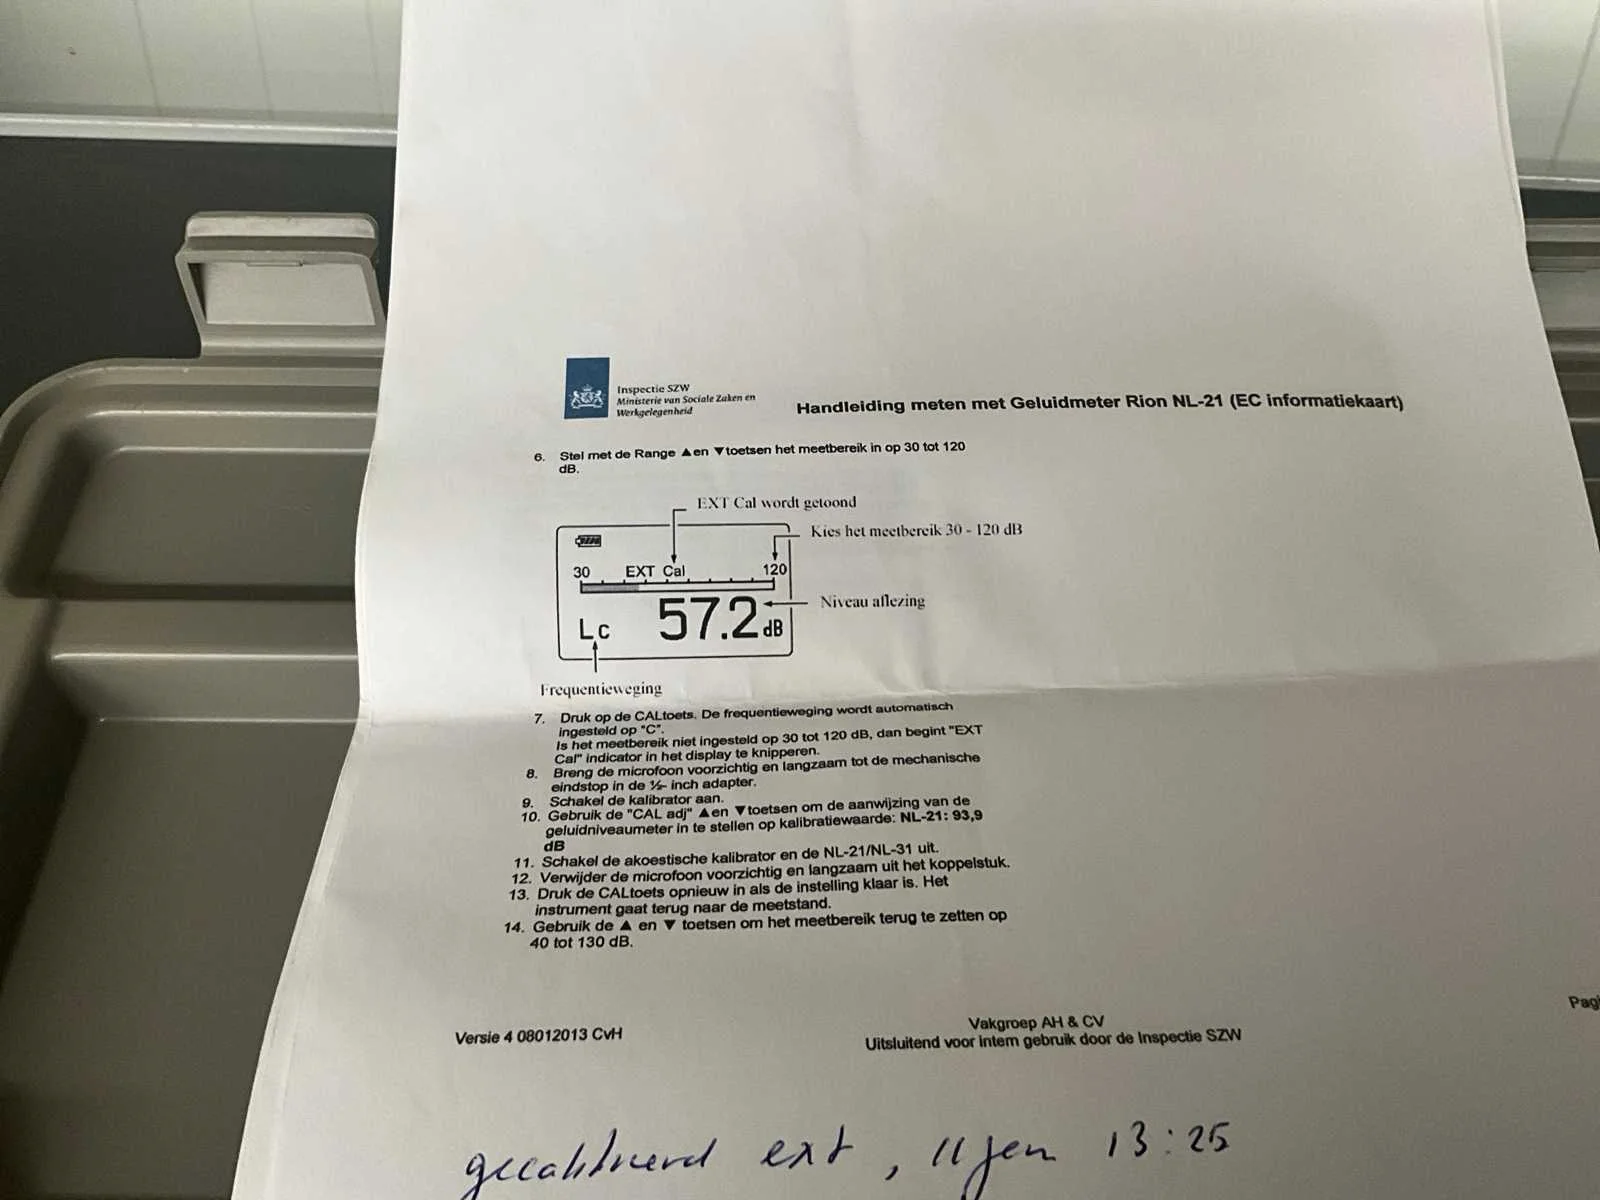 Inspectie SZW
Ministerie van Sociale Zaken en
Werkgelegenheid
Handleiding meten met Geluidmeter Rion NL-21 (EC informatiekaart)
6. Stel met de Range ▲en ▼toetsen het meetbereik in op 30 tot 120
dB.
EXT Cal wordt getoond
Kies het meetbereik 30 - 120 dB
30 EXT Cal 120
Niveau aflezing
Lc 57.2 dB
Frequentieweging
7. Druk op de CALtoets. De frequentieweging wordt automatisch
ingesteld op "C".
Is het meetbereik niet ingesteld op 30 tot 120 dB, dan begint "EXT
Cal" indicator in het display te knipperen.
8. Breng de microfoon voorzichtig en langzaam tot de mechanische
eindstop in de ½- inch adapter.
9. Schakel de kalibrator aan.
10. Gebruik de "CAL adj" ▲en ▼toetsen om de aanwijzing van de
geluidniveaumeter in te stellen op kalibratiewaarde: NL-21: 93,9
dB
11. Schakel de akoestische kalibrator en de NL-21/NL-31 uit.
12. Verwijder de microfoon voorzichtig en langzaam uit het koppelstuk.
13. Druk de CALtoets opnieuw in als de instelling klaar is. Het
instrument gaat terug naar de meetstand.
14. Gebruik de ▲ en ▼ toetsen om het meetbereik terug te zetten op
40 tot 130 dB.
Pagi
Versie 4 08012013 CvH
Vakgroep AH & CV
Uitsluitend voor intern gebruik door de Inspectie SZW
ext, 11 jan 13:25